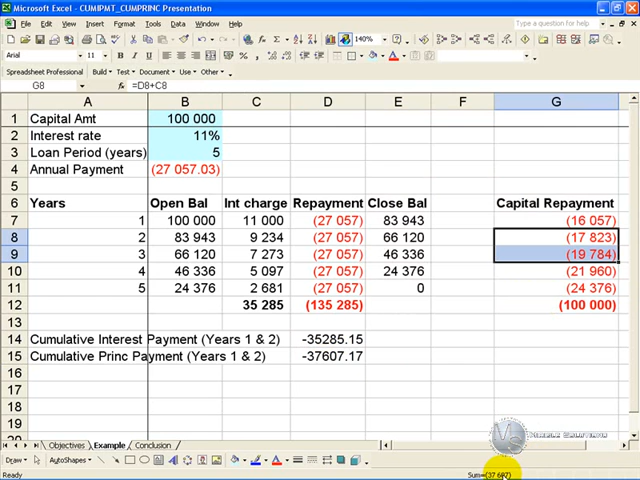 Microsoft Excel - CUMIPMT_CUMPRINC Presentation
File Edit View Insert Format Tools Data Window Help Type a question for help
140%
Arial 11 B I U
Spreadsheet Professional Build Test Document Use Other
G8 =D8+C8
A B C D E F G
1 Capital Amt 100 000
2 Interest rate 11%
3 Loan Period (years) 5
4 Annual Payment (27 057.03)
5
6 Years Open Bal Int charge Repayment Close Bal Capital Repayment
7 1 100 000 11 000 (27 057) 83 943 (16 057)
8 2 83 943 9 234 (27 057) 66 120 (17 823)
9 3 66 120 7 273 (27 057) 46 336 (19 784)
10 4 46 336 5 097 (27 057) 24 376 (21 960)
11 5 24 376 2 681 (27 057) 0 (24 376)
12 35 285 (135 285) (100 000)
13
14 Cumulative Interest Payment (Years 1 & 2) -35285.15
15 Cumulative Princ Payment (Years 1 & 2) -37607.17
16
17
18
19
Objectives Example Conclusion
Draw AutoShapes
Ready Sum=(37 607)